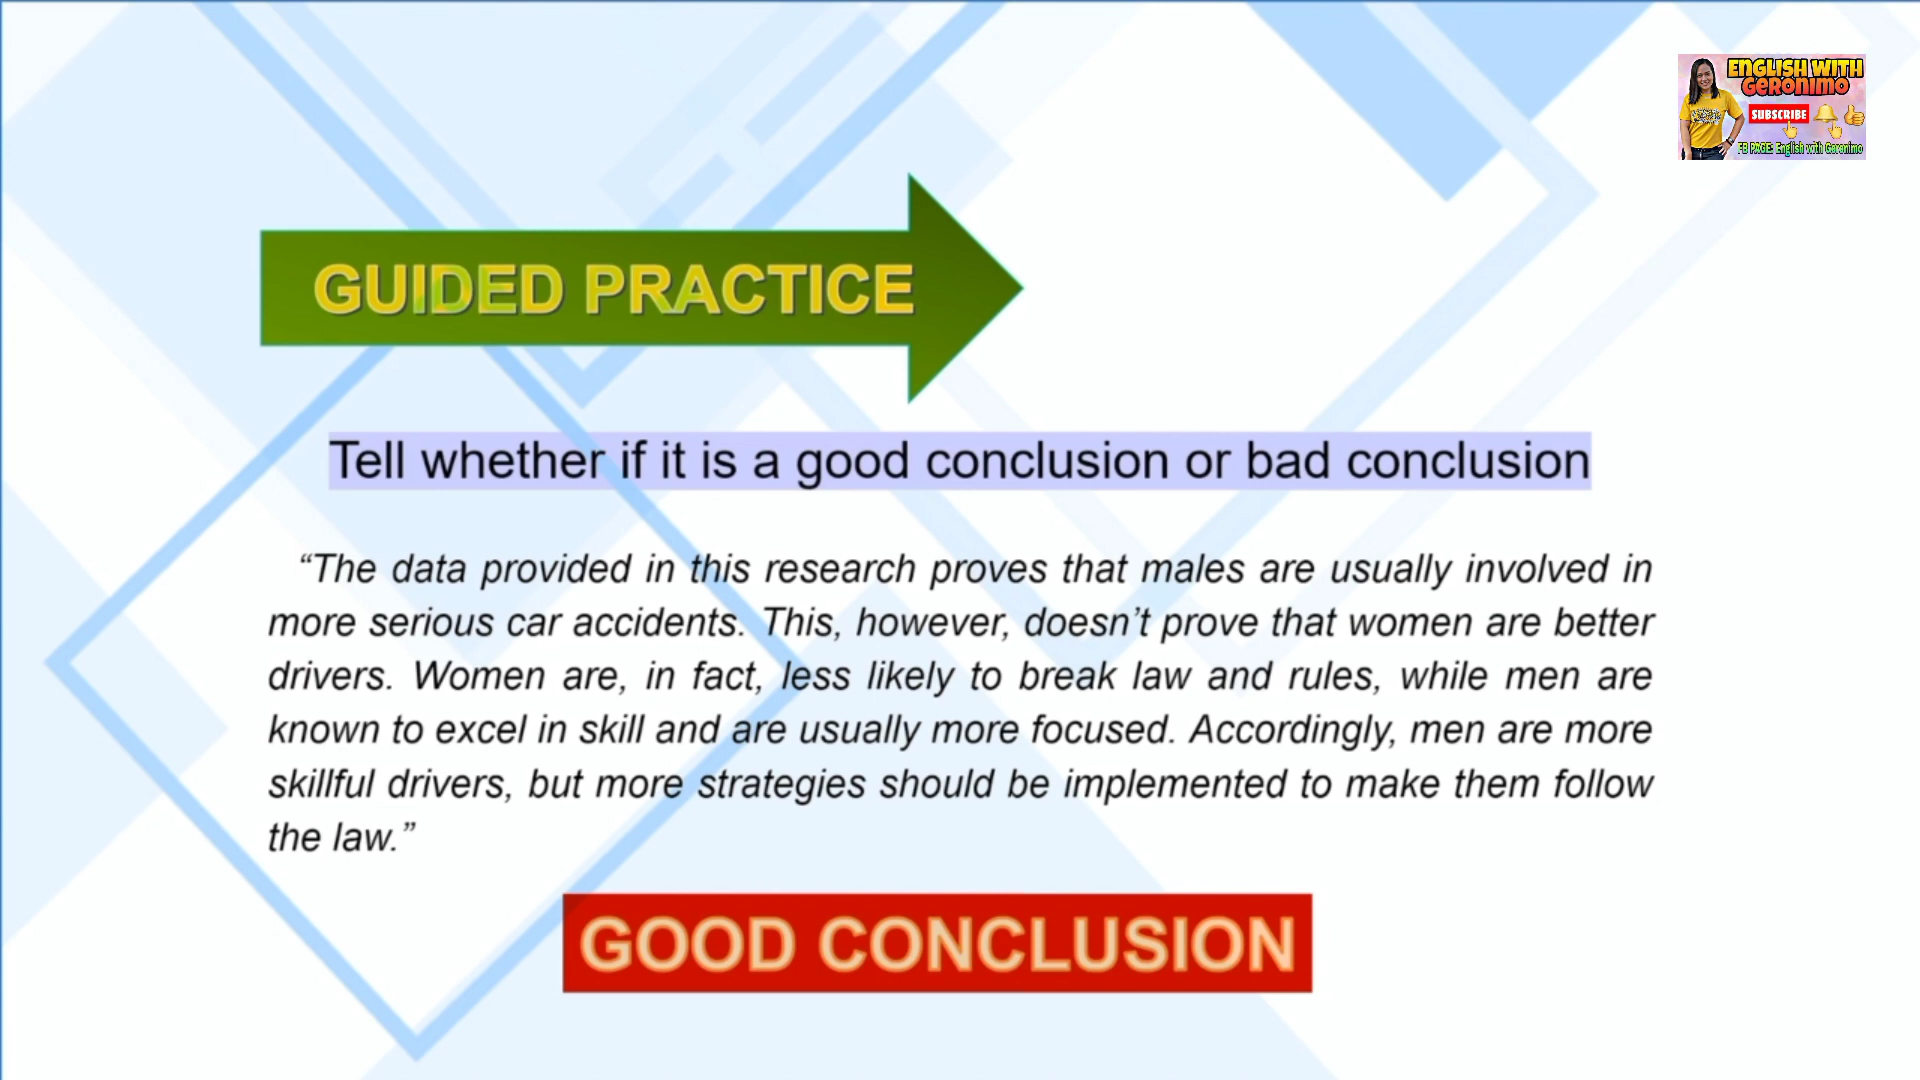 ENGLISH WITH
GERONIMO
SUBSCRIBE
FB PAGE: English with Geronimo
GUIDED PRACTICE
Tell whether if it is a good conclusion or bad conclusion
“The data provided in this research proves that males are usually involved in
more serious car accidents. This, however, doesn’t prove that women are better
drivers. Women are, in fact, less likely to break law and rules, while men are
known to excel in skill and are usually more focused. Accordingly, men are more
skillful drivers, but more strategies should be implemented to make them follow
the law.”
GOOD CONCLUSION